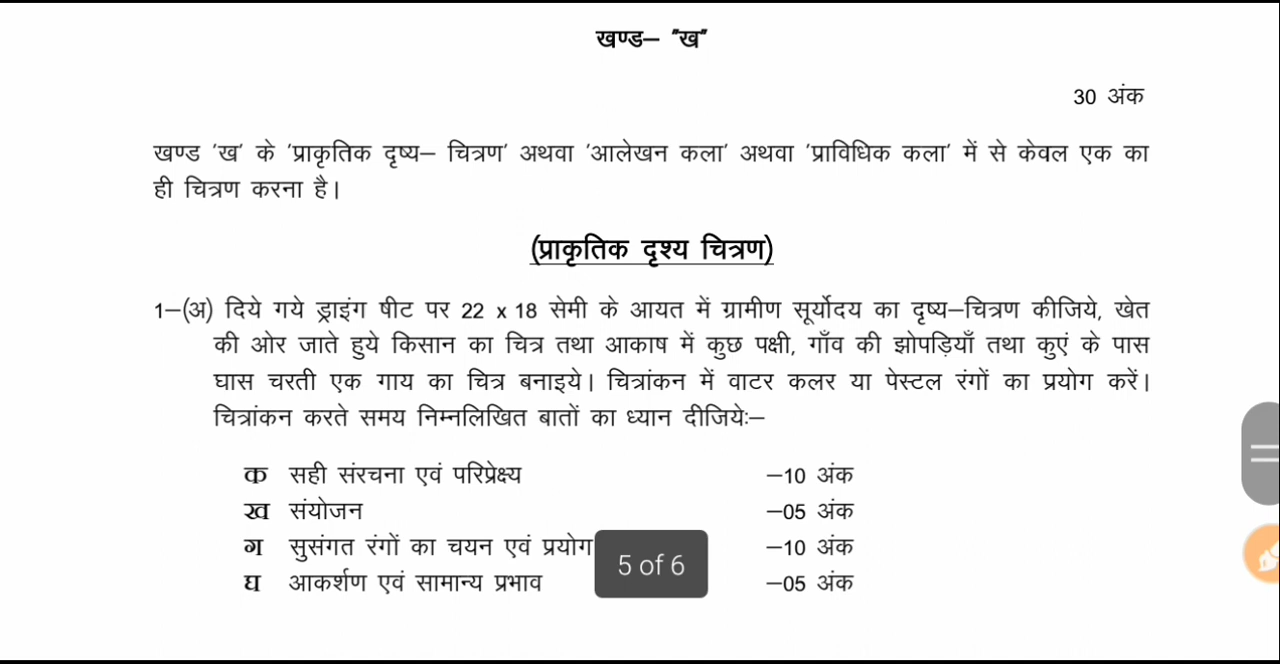 खण्ड– "ख"
30 अंक
खण्ड 'ख' के 'प्राकृतिक दृष्य– चित्रण' अथवा 'आलेखन कला' अथवा 'प्राविधिक कला' में से केवल एक का
ही चित्रण करना है।
(प्राकृतिक दृश्य चित्रण)
1–(अ) दिये गये ड्राइंग षीट पर 22 x 18 सेमी के आयत में ग्रामीण सूर्योदय का दृष्य–चित्रण कीजिये, खेत
की ओर जाते हुये किसान का चित्र तथा आकाष में कुछ पक्षी, गाँव की झोपड़ियाँ तथा कुएं के पास
घास चरती एक गाय का चित्र बनाइये। चित्रांकन में वाटर कलर या पेस्टल रंगों का प्रयोग करें।
चित्रांकन करते समय निम्नलिखित बातों का ध्यान दीजियेः–
क सही संरचना एवं परिप्रेक्ष्य –10 अंक
ख संयोजन –05 अंक
ग सुसंगत रंगों का चयन एवं प्रयोग –10 अंक
5 of 6
घ आकर्शण एवं सामान्य प्रभाव –05 अंक